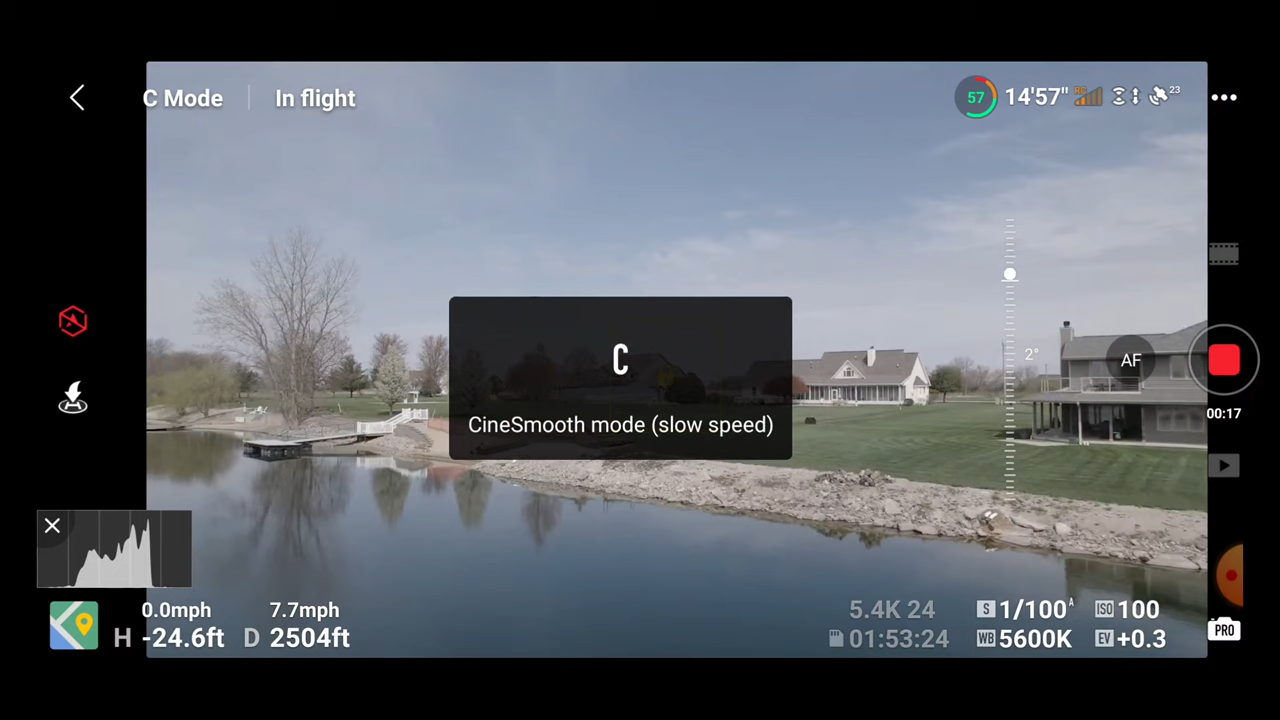 C Mode
In flight
57
14'57"
RC
23
C
CineSmooth mode (slow speed)
2°
AF
00:17
0.0mph
7.7mph
H -24.6ft
D 2504ft
5.4K 24
01:53:24
S 1/100 A
WB 5600K
ISO 100
EV +0.3
PRO